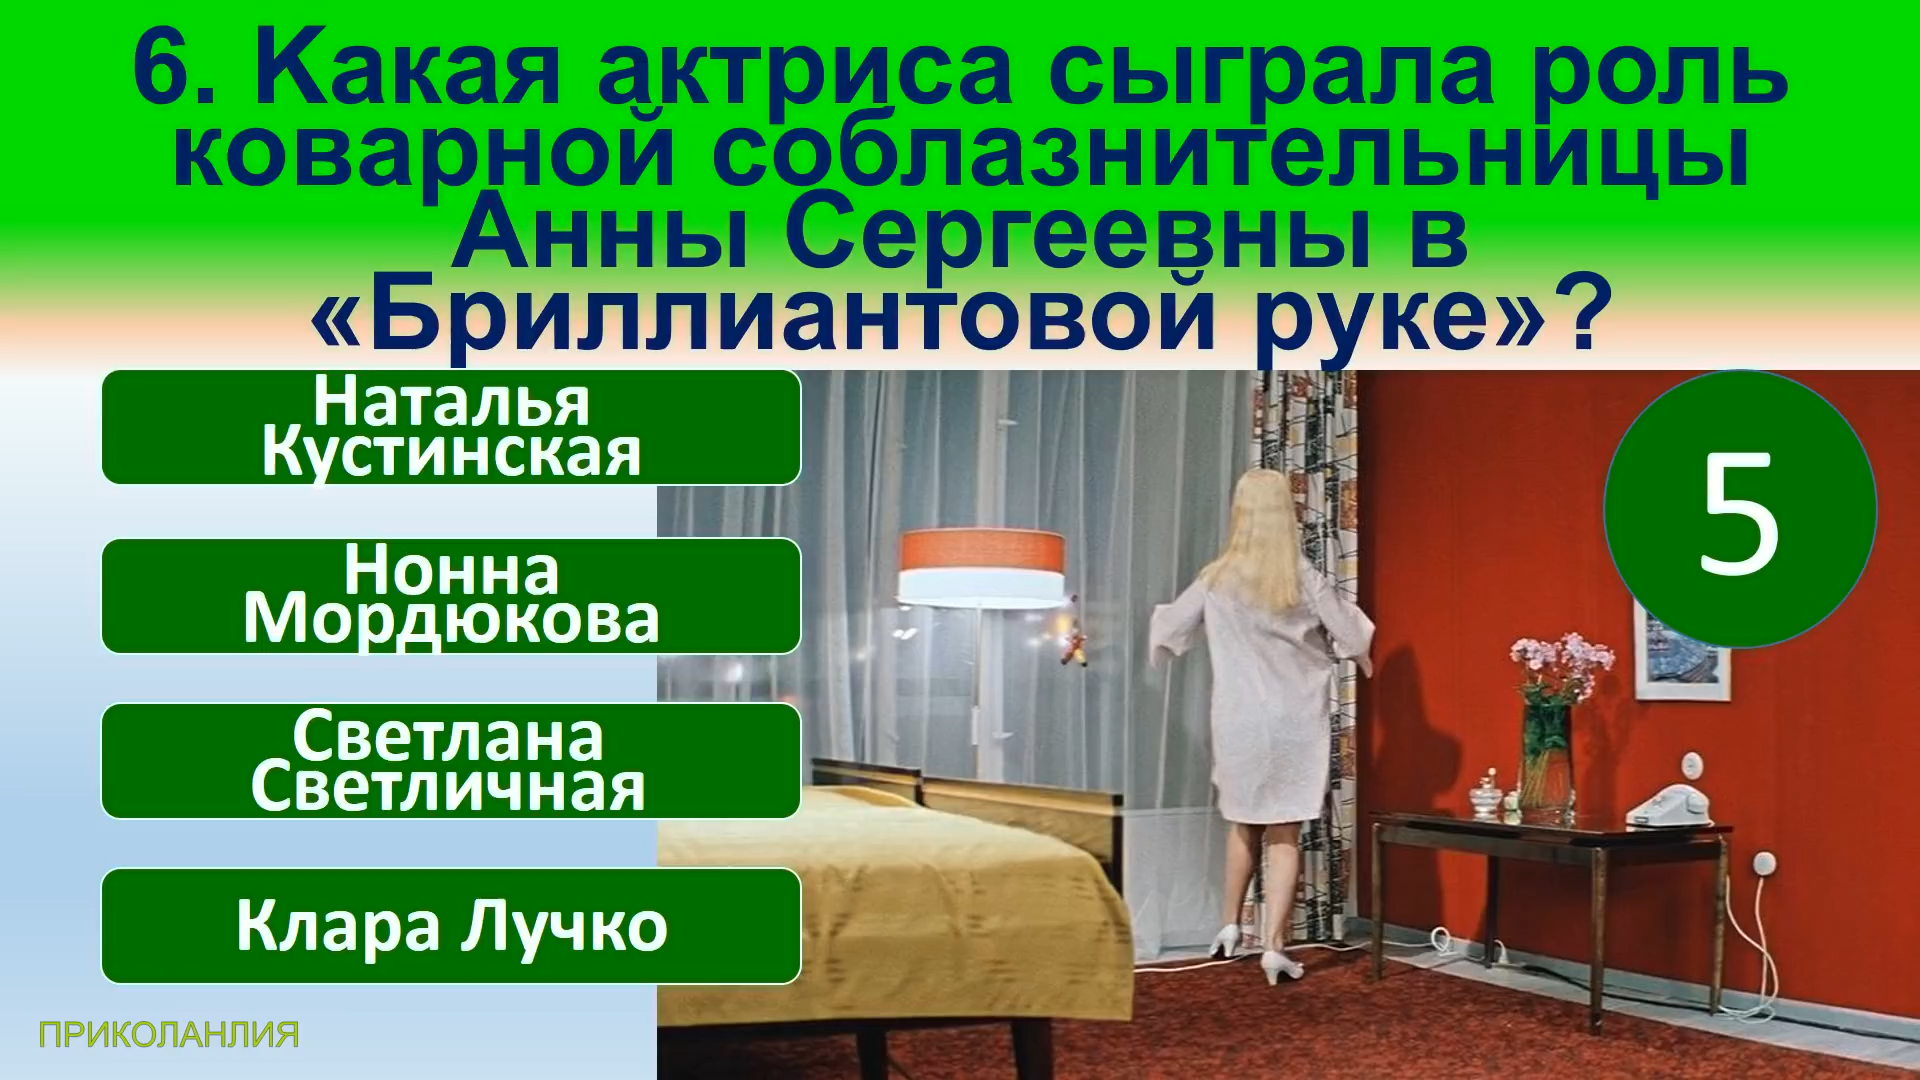 6. Какая актриса сыграла роль
коварной соблазнительницы
Анны Сергеевны в
«Бриллиантовой руке»?
Наталья
Кустинская
5
Нонна
Мордюкова
Светлана
Светличная
Клара Лучко
ПРИКОЛАНЛИЯ